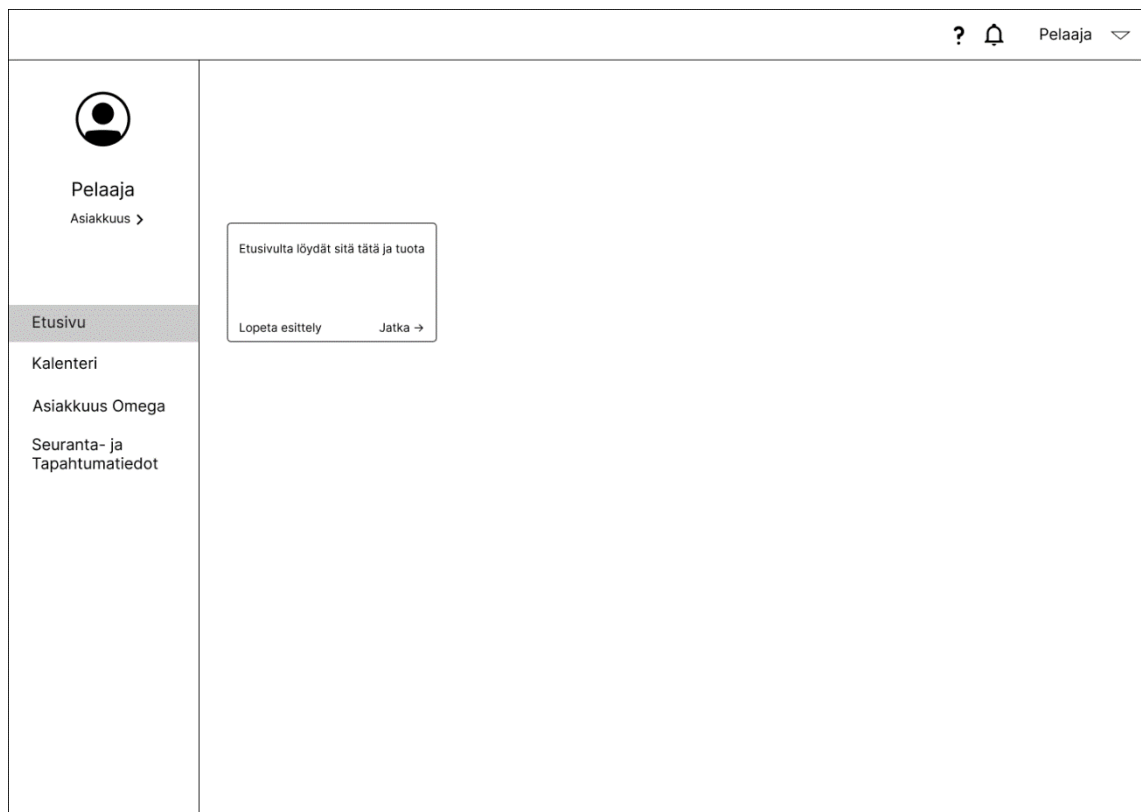 ? Pelaaja
Pelaaja
Asiakkuus >
Etusivulta löydät sitä tätä ja tuota
Lopeta esittely Jatka →
Etusivu
Kalenteri
Asiakkuus Omega
Seuranta- ja
Tapahtumatiedot